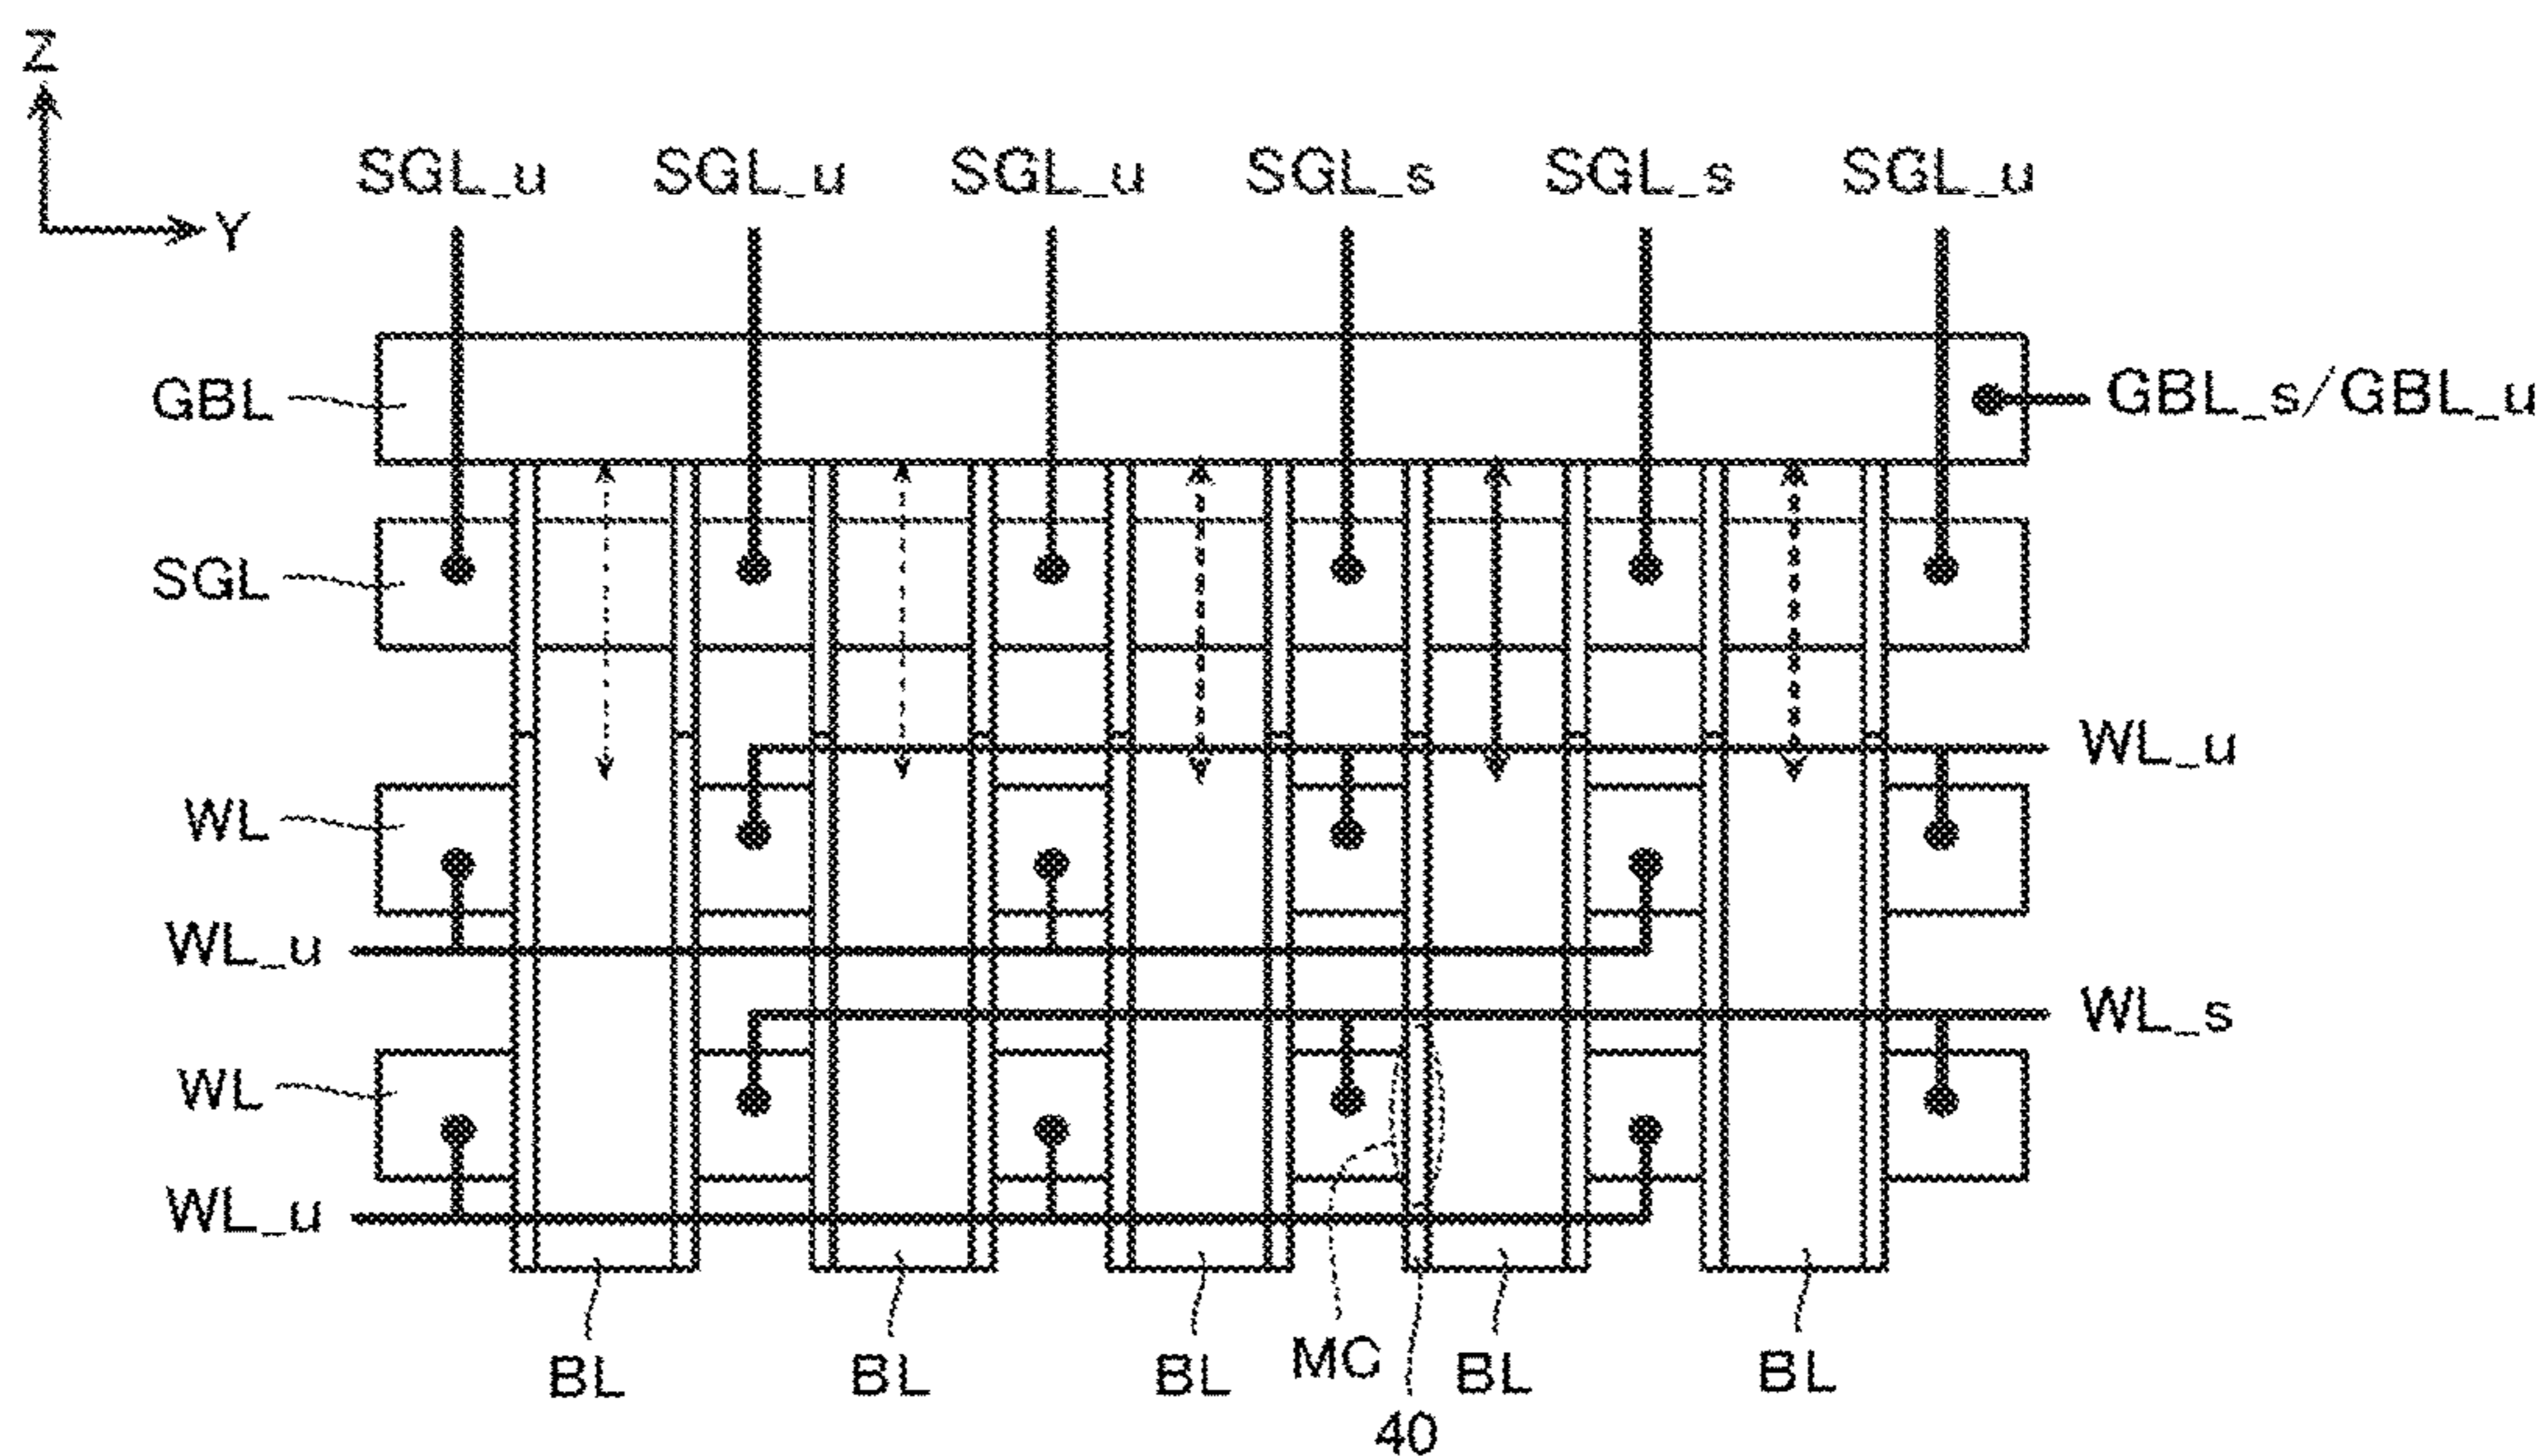 Z
Y
SGL_u SGL_u SGL_u SGL_s SGL_s SGL_u
GBL GBL_s/GBL_u
SGL
WL_u
WL
WL_u
WL_s
WL
WL_u
BL BL BL MC BL BL
40